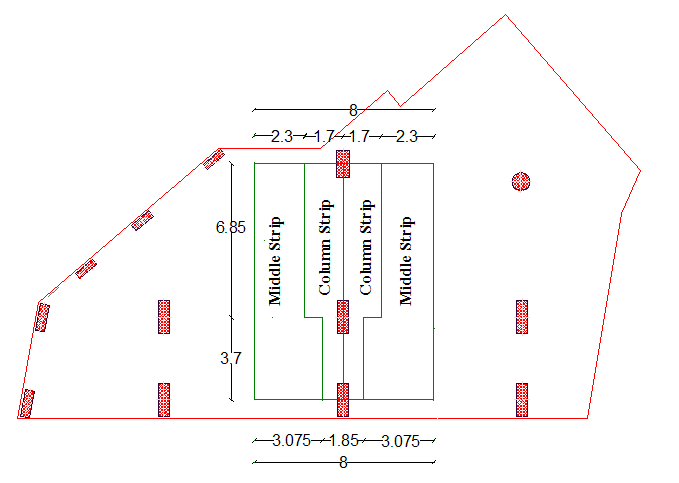 8
2.3 1.7 1.7 2.3
6.85
Middle Strip
Column Strip
Column Strip
Middle Strip
3.7
3.075 1.85 3.075
8